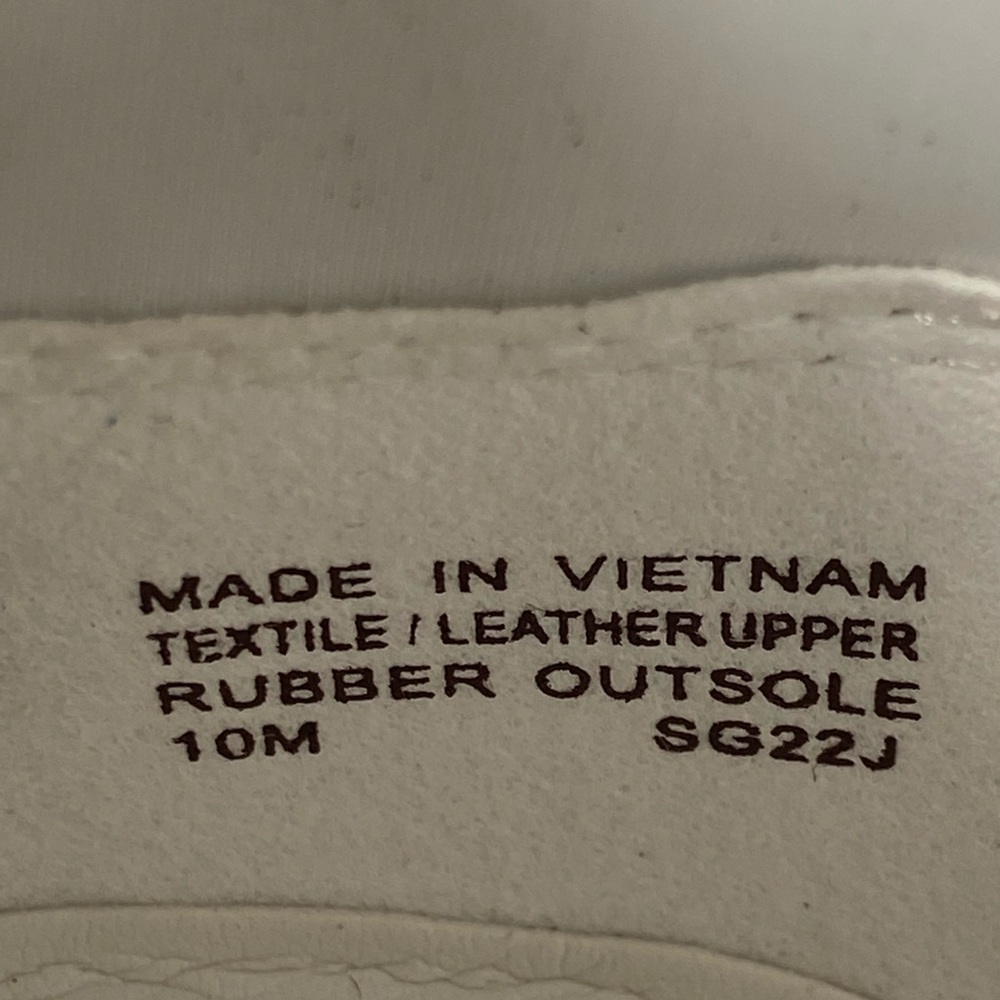 MADE IN VIETNAM
TEXTILE / LEATHER UPPER
RUBBER OUTSOLE
10M SG22J